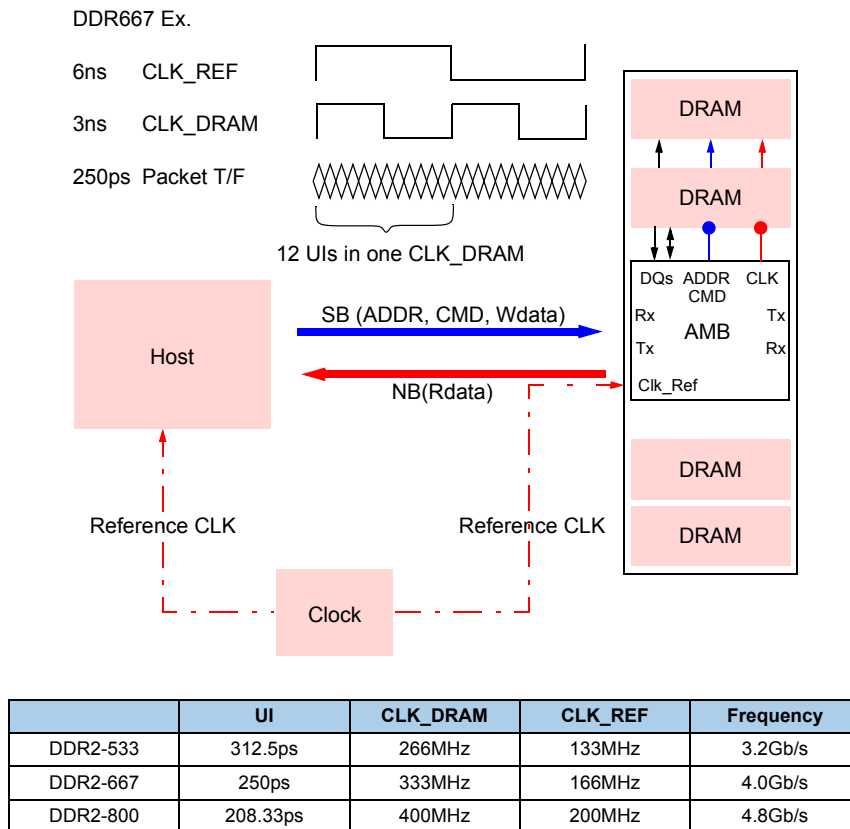 DDR667 Ex.
6ns CLK_REF
3ns CLK_DRAM
250ps Packet T/F
12 UIs in one CLK_DRAM
DRAM
DRAM
DQs ADDR CLK
CMD
Rx Tx
AMB
Tx Rx
Clk_Ref
DRAM
DRAM
Host
SB (ADDR, CMD, Wdata)
NB(Rdata)
Reference CLK
Reference CLK
Clock
UI CLK_DRAM CLK_REF Frequency
DDR2-533 312.5ps 266MHz 133MHz 3.2Gb/s
DDR2-667 250ps 333MHz 166MHz 4.0Gb/s
DDR2-800 208.33ps 400MHz 200MHz 4.8Gb/s